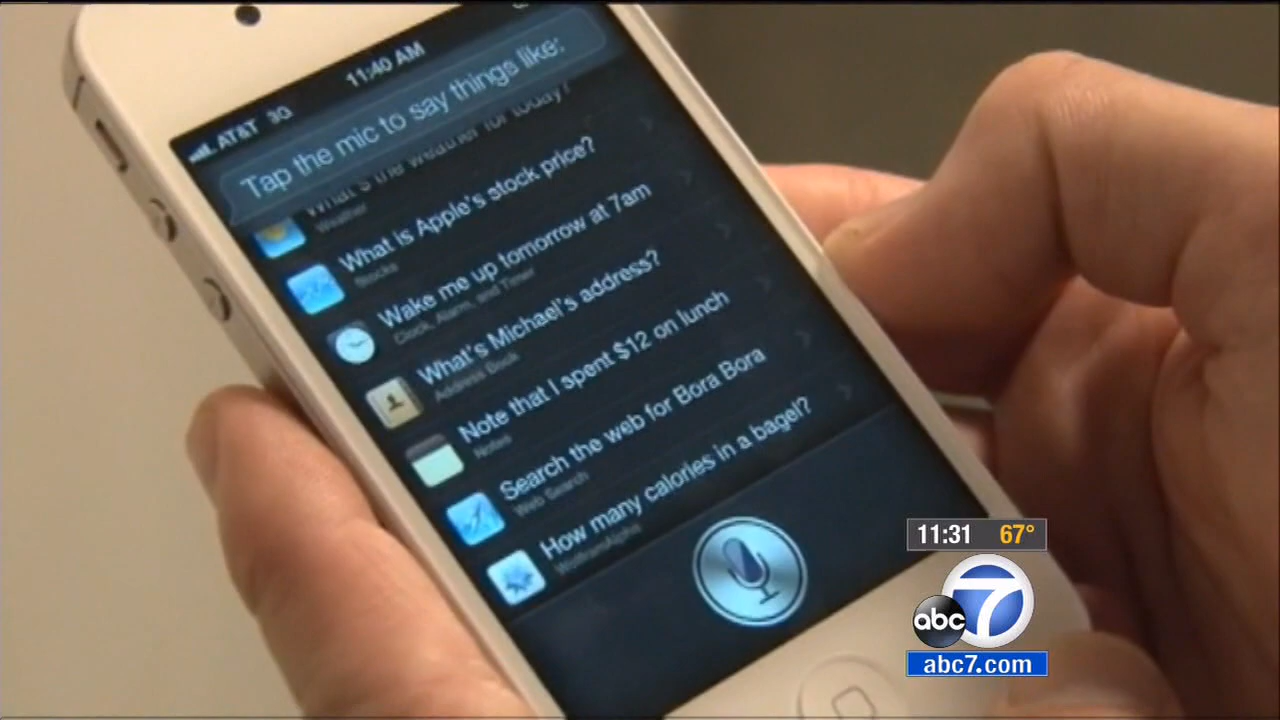 AT&T 3G 11:40 AM
Tap the mic to say things like:
What's the weather for today?
Weather
What is Apple's stock price?
Stocks
Wake me up tomorrow at 7am
Clock, Alarm, and Timer
What's Michael's address?
Address Book
Note that I spent $12 on lunch
Notes
Search the web for Bora Bora
Web Search
How many calories in a bagel?
WolframAlpha
11:31 67°
abc 7
abc7.com